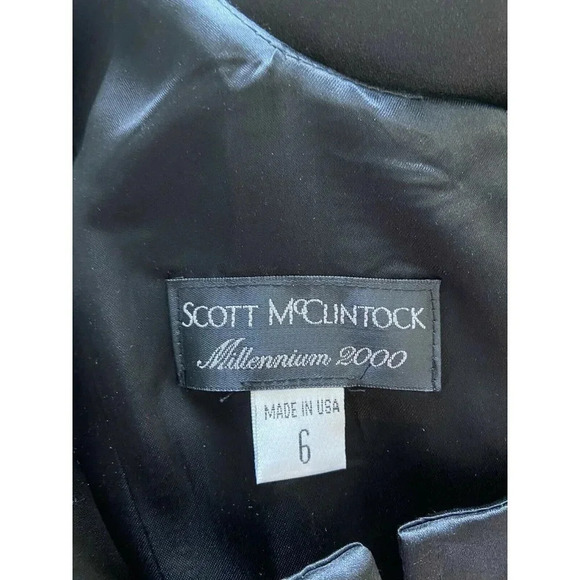 SCOTT McCLINTOCK
Millennium 2000
MADE IN USA
6